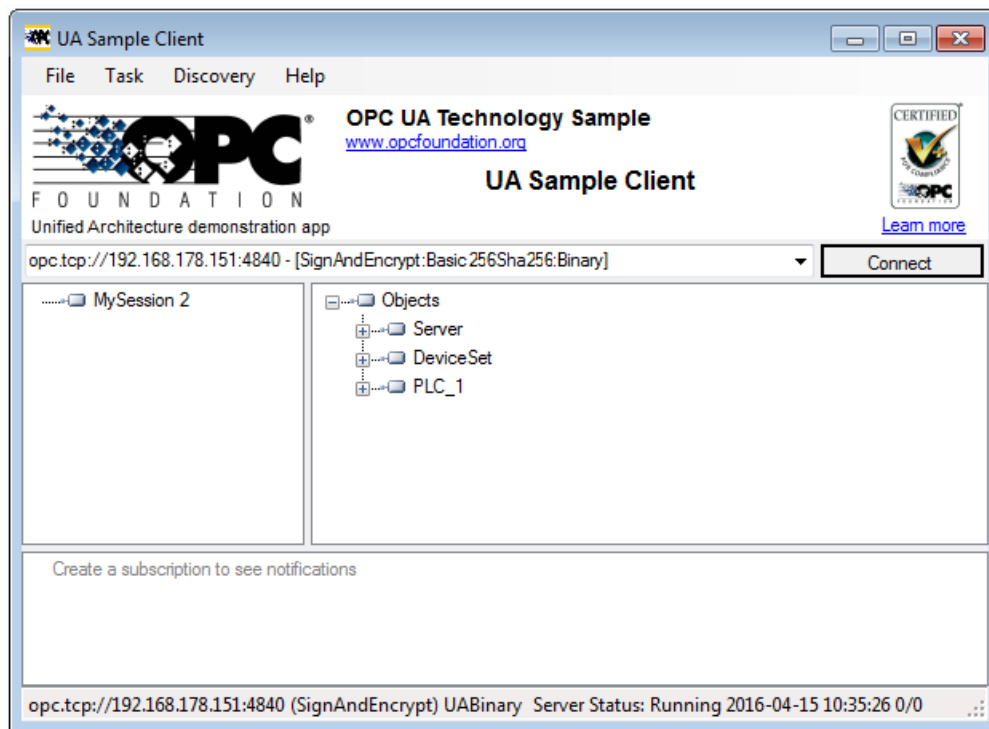 UA Sample Client
File Task Discovery Help
OPC®
FOUNDATION
Unified Architecture demonstration app
OPC UA Technology Sample
www.opcfoundation.org
UA Sample Client
CERTIFIED
FOR COMPLIANCE
OPC
Learn more
opc.tcp://192.168.178.151:4840 - [SignAndEncrypt:Basic256Sha256:Binary]
Connect
MySession 2
Objects
Server
DeviceSet
PLC_1
Create a subscription to see notifications
opc.tcp://192.168.178.151:4840 (SignAndEncrypt) UABinary Server Status: Running 2016-04-15 10:35:26 0/0